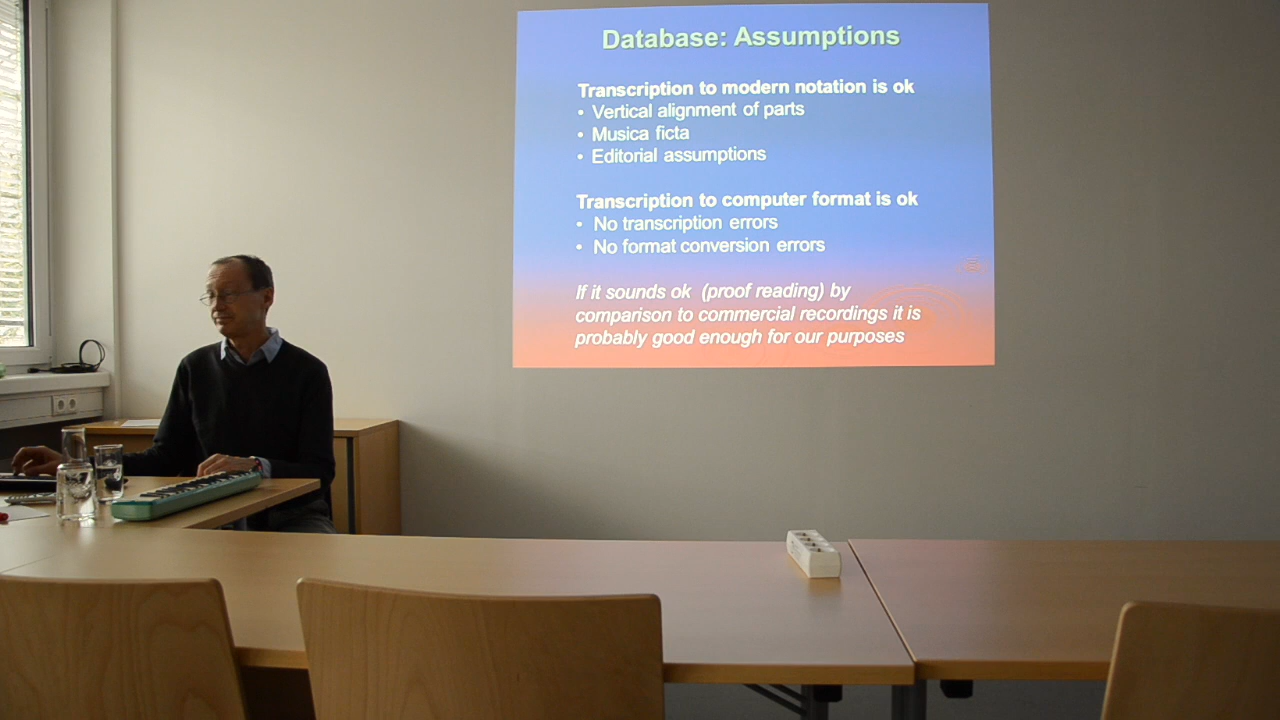 Database: Assumptions
Transcription to modern notation is ok
• Vertical alignment of parts
• Musica ficta
• Editorial assumptions
Transcription to computer format is ok
• No transcription errors
• No format conversion errors
If it sounds ok (proof reading) by
comparison to commercial recordings it is
probably good enough for our purposes